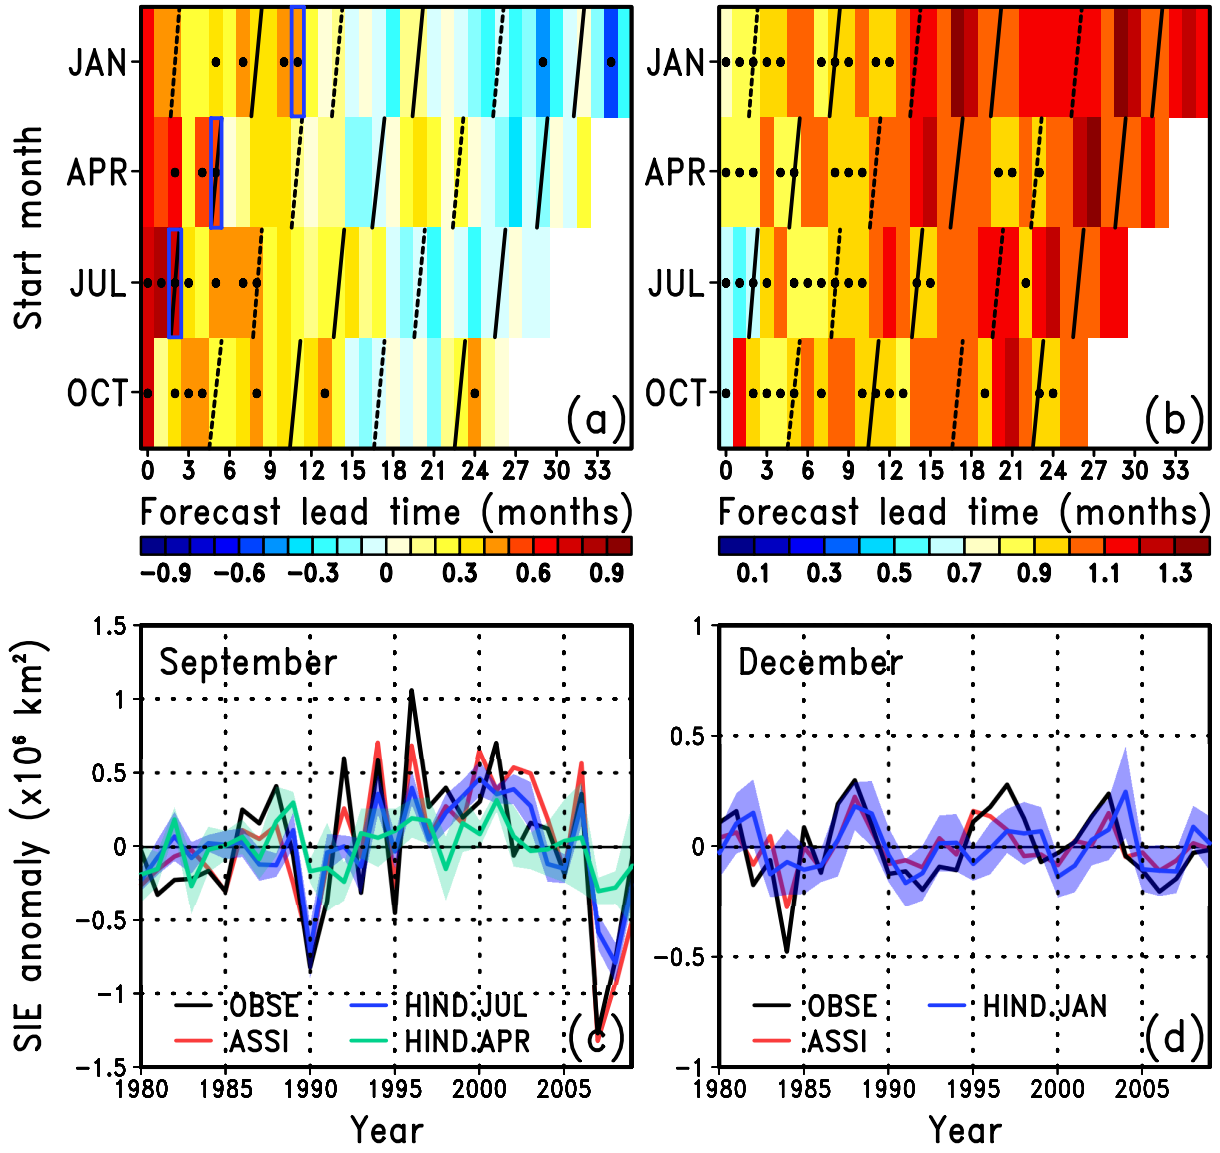 JAN
APR
JUL
OCT
Start month
(a)
0 3 6 9 12 15 18 21 24 27 30 33
Forecast lead time (months)
−0.9 −0.6 −0.3 0 0.3 0.6 0.9
JAN
APR
JUL
OCT
(b)
0 3 6 9 12 15 18 21 24 27 30 33
Forecast lead time (months)
0.1 0.3 0.5 0.7 0.9 1.1 1.3
SIE anomaly (x10⁶ km²)
September
1.5
1
0.5
0
−0.5
−1
−1.5
OBSE HIND.JUL
ASSI HIND.APR
(c)
1980 1985 1990 1995 2000 2005
Year
December
1
0.5
0
−0.5
−1
OBSE HIND.JAN
ASSI
(d)
1980 1985 1990 1995 2000 2005
Year